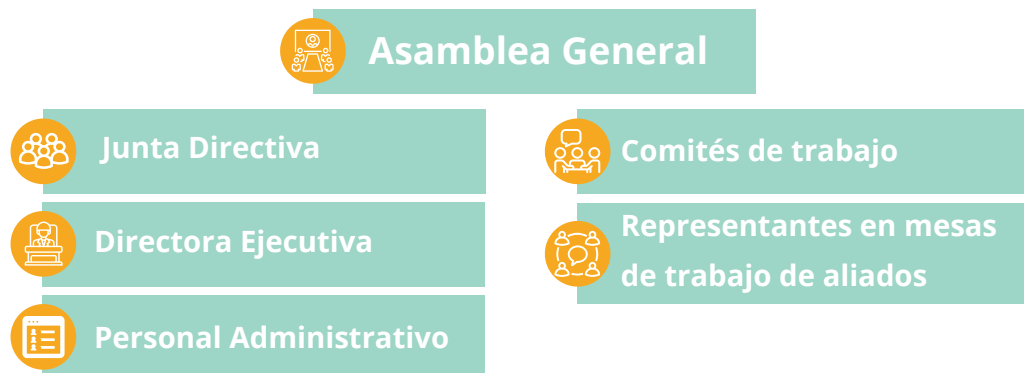 Asamblea General
Junta Directiva
Directora Ejecutiva
Personal Administrativo
Comités de trabajo
Representantes en mesas
de trabajo de aliados